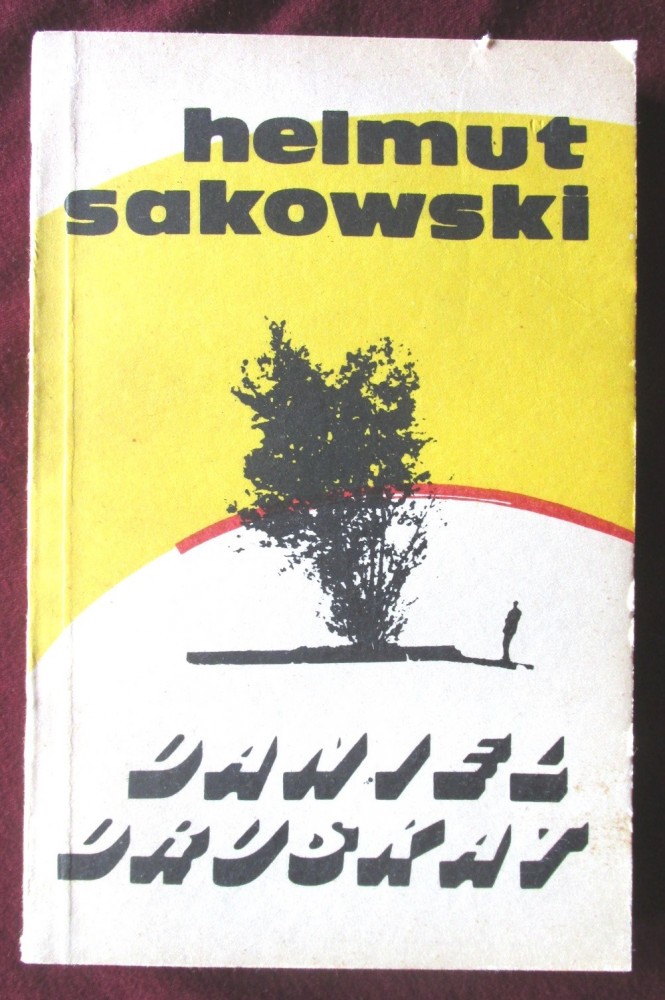 helmut
sakowski
DANIEL
DRUSKAT